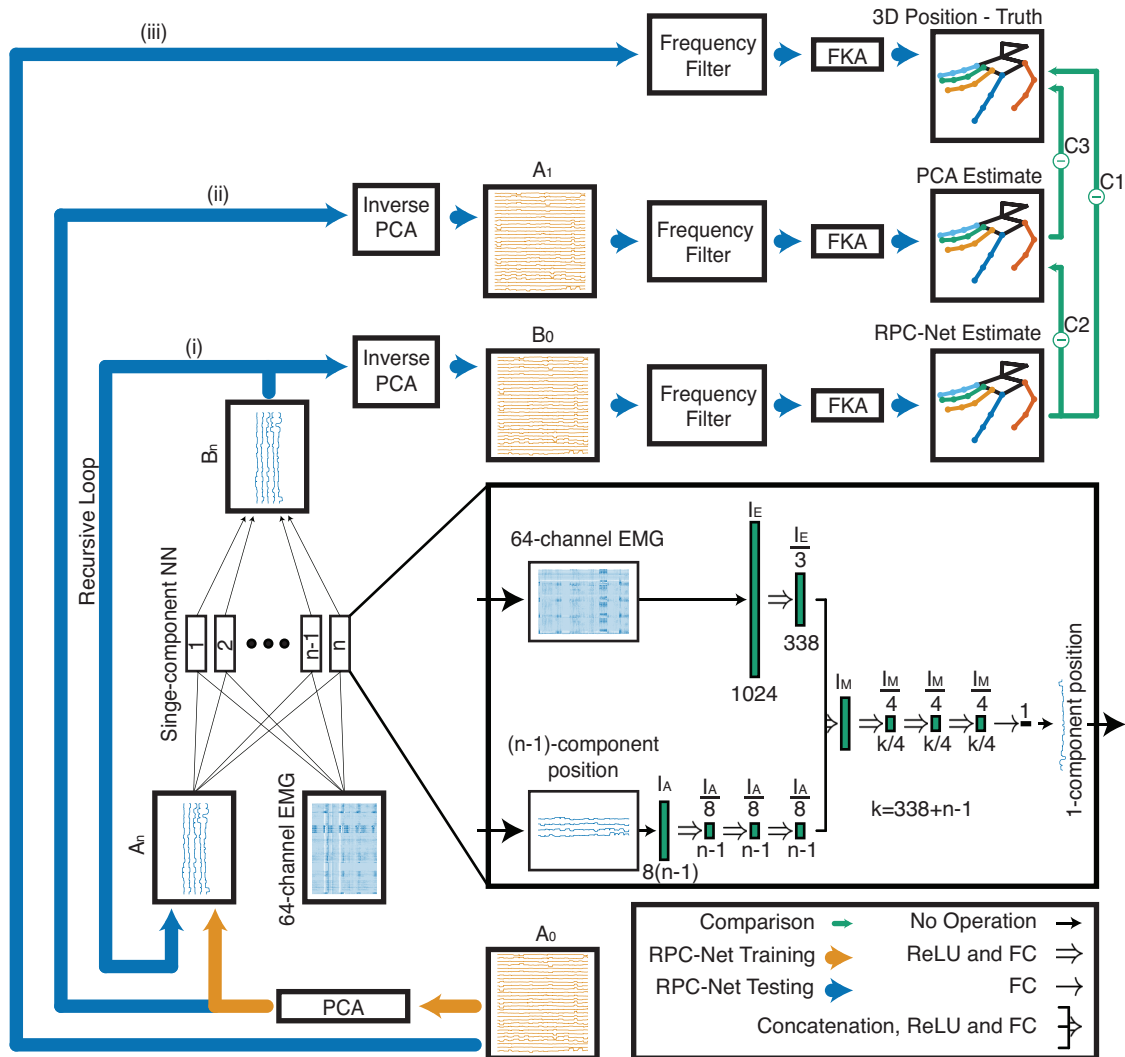 (iii)
Frequency
Filter
FKA
3D Position - Truth
C3
C1
(ii)
Inverse
PCA
A1
Frequency
Filter
FKA
PCA Estimate
C2
(i)
Inverse
PCA
B0
Frequency
Filter
FKA
RPC-Net Estimate
Bn
Recursive Loop
Singe-component NN
1
2
n-1
n
An
64-channel EMG
64-channel EMG
IE
1024
IE
3
338
(n-1)-component
position
IA
8(n-1)
IA
8
n-1
IA
8
n-1
IA
8
n-1
IM
IM
4
k/4
IM
4
k/4
IM
4
k/4
1
1-component position
k=338+n-1
PCA
A0
Comparison
No Operation
RPC-Net Training
ReLU and FC
RPC-Net Testing
FC
Concatenation, ReLU and FC